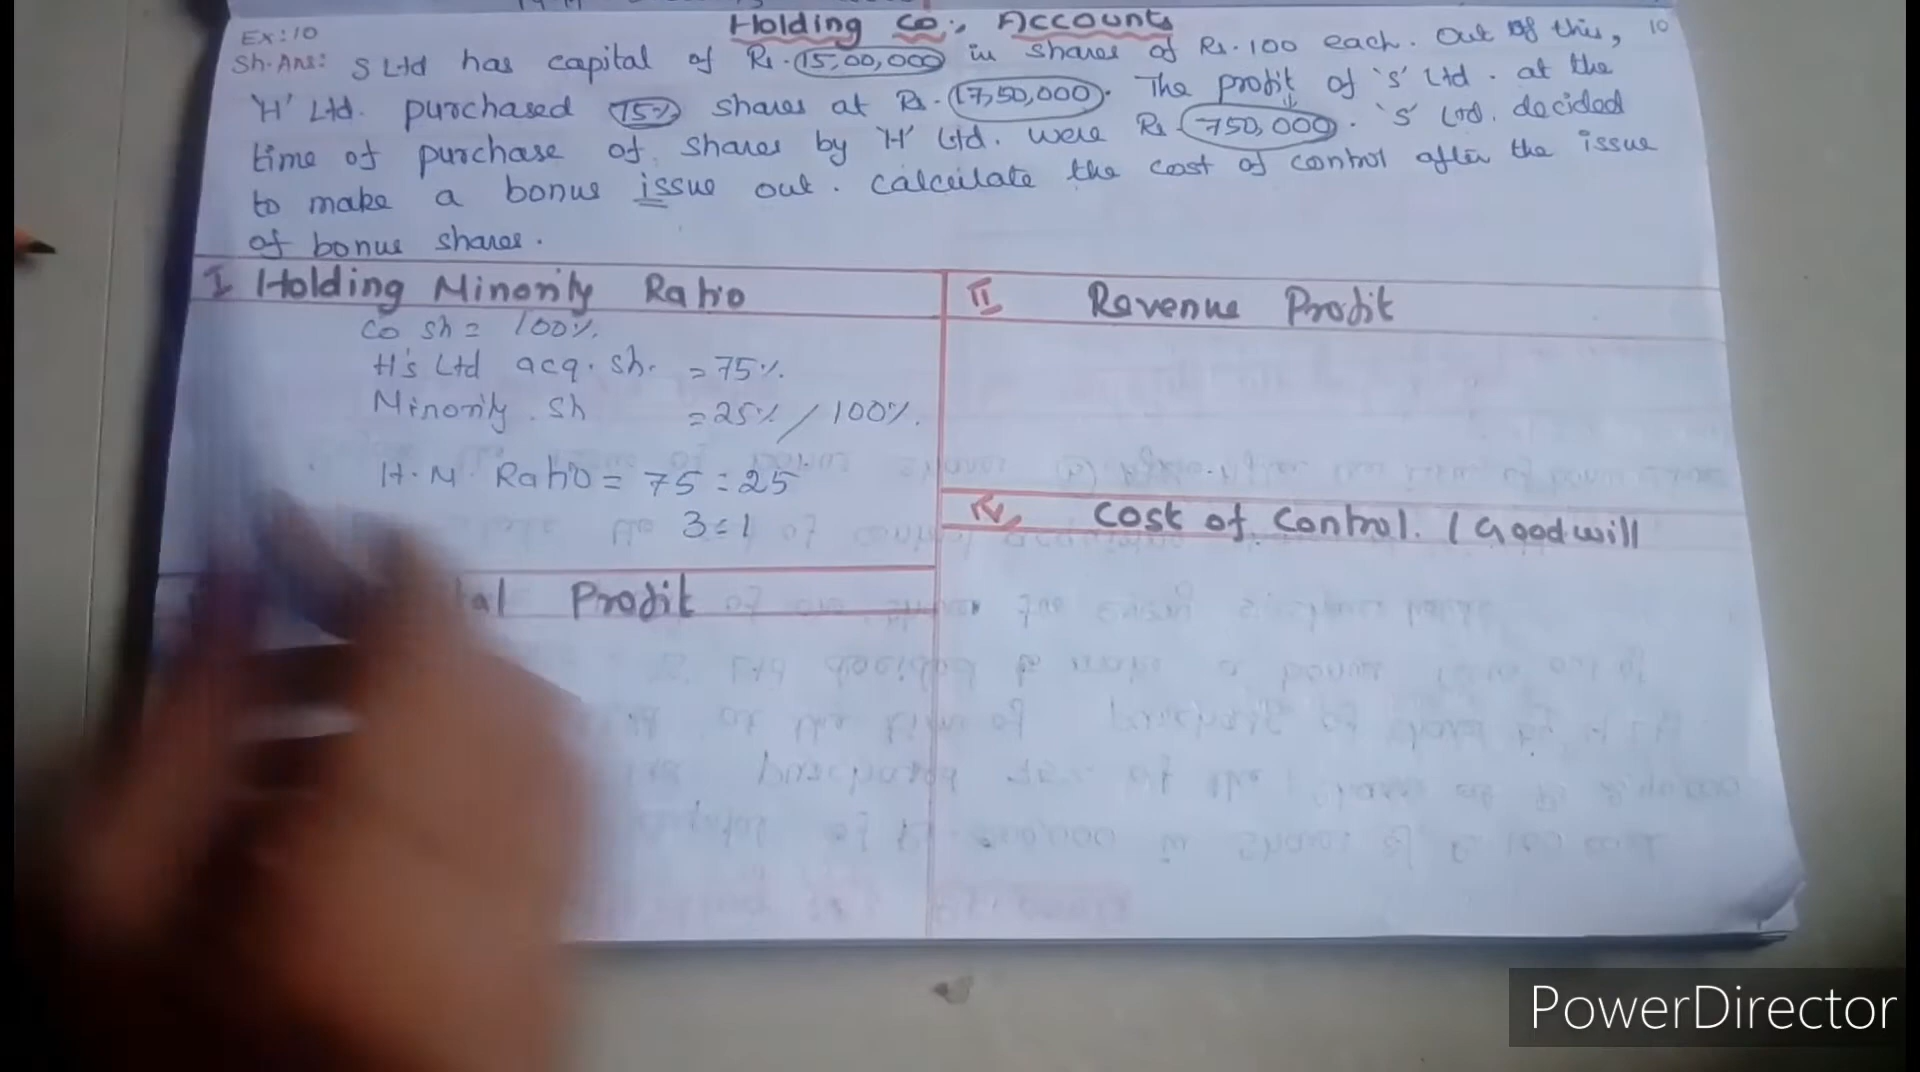 Holding Co., Accounts
Ex:10
10
Sh.Ans: S Ltd has capital of Rs. 15,00,000 in shares of Rs. 100 each. Out of this,
'H' Ltd. purchased 75% shares at Rs. 17,50,000. The profit of 'S' Ltd. at the
time of purchase of shares by 'H' Ltd. were Rs. 750,000. 'S' Ltd. decided
to make a bonus issue out. calculate the cost of control after the issue
of bonus shares.
I Holding Minority Ratio
Co sh = 100%.
H's Ltd acq. sh. = 75%.
Minority. sh = 25% / 100%.
H.M. Ratio = 75 : 25
3 = 1
tal Profit
II Revenue Profit
IV Cost of Control. (Goodwill
PowerDirector